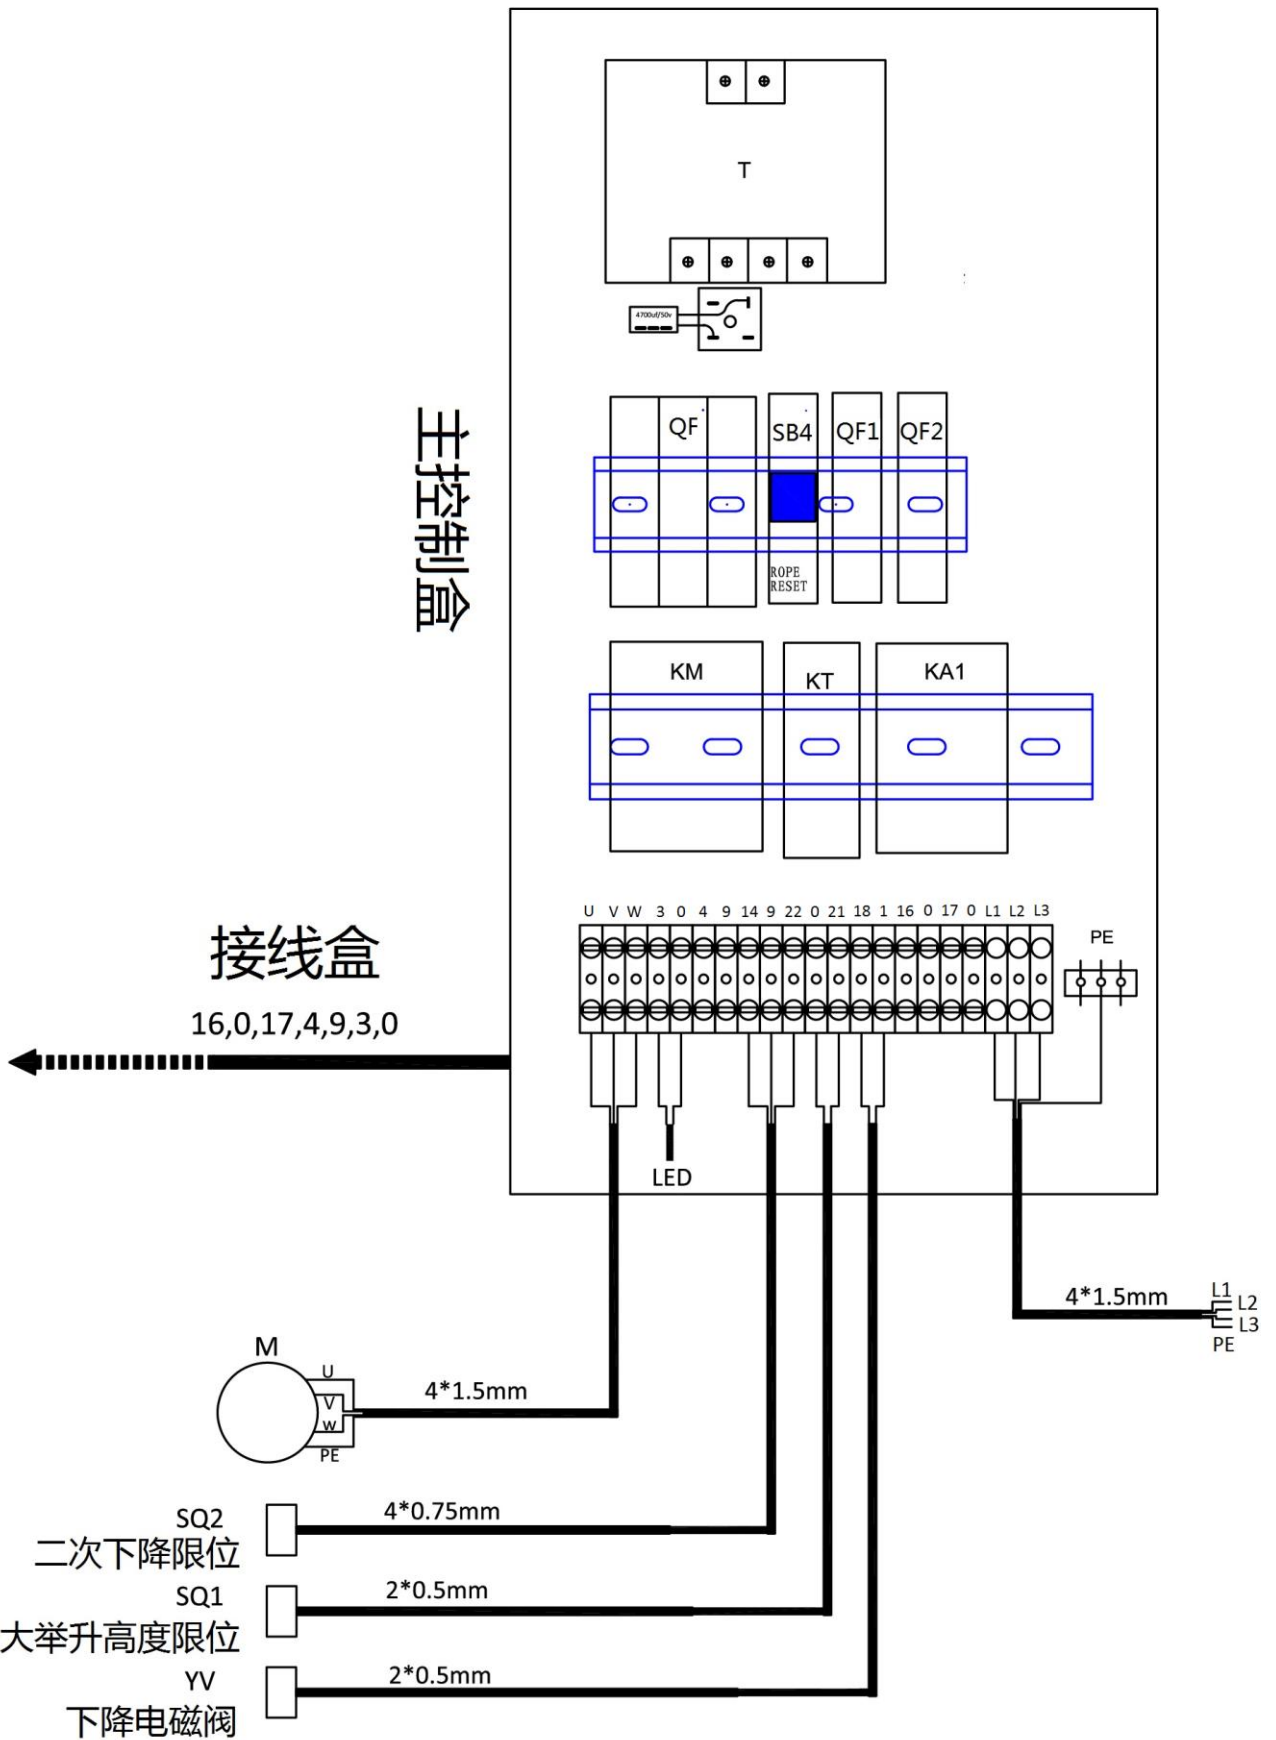 T
4700uf/50v
QF
SB4
QF1
QF2
ROPE
RESET
主控制盒
KM
KT
KA1
U V W 3 0 4 9 14 9 22 0 21 18 1 16 0 17 0 L1 L2 L3
PE
接线盒
16,0,17,4,9,3,0
LED
4*1.5mm
L1
L2
L3
PE
M
U
V
W
PE
4*1.5mm
SQ2
4*0.75mm
二次下降限位
SQ1
2*0.5mm
大举升高度限位
YV
2*0.5mm
下降电磁阀